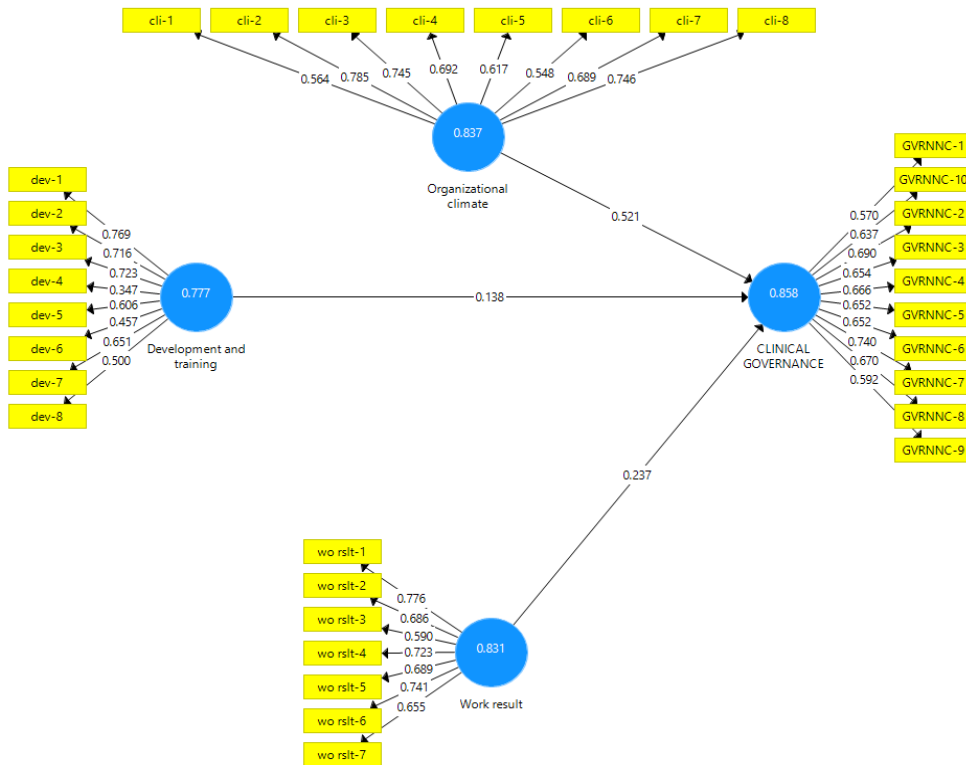 cli-1
cli-2
cli-3
cli-4
cli-5
cli-6
cli-7
cli-8
0.564
0.785
0.745
0.692
0.617
0.548
0.689
0.746
0.837
Organizational
climate
0.521
dev-1
dev-2
dev-3
dev-4
dev-5
dev-6
dev-7
dev-8
0.769
0.716
0.723
0.347
0.606
0.457
0.651
0.500
0.777
Development and
training
0.138
GVRNNC-1
GVRNNC-10
GVRNNC-2
GVRNNC-3
GVRNNC-4
GVRNNC-5
GVRNNC-6
GVRNNC-7
GVRNNC-8
GVRNNC-9
0.570
0.637
0.690
0.654
0.666
0.652
0.652
0.740
0.670
0.592
0.858
CLINICAL
GOVERNANCE
0.237
wo rslt-1
wo rslt-2
wo rslt-3
wo rslt-4
wo rslt-5
wo rslt-6
wo rslt-7
0.776
0.686
0.590
0.723
0.689
0.741
0.655
0.831
Work result